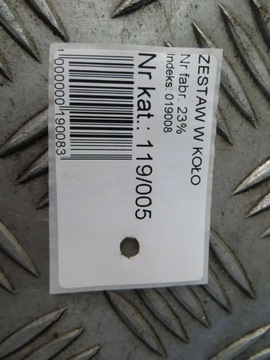 ZESTAW W KOŁO
Nr fabr. 23%
Indeks: 019008
Nr kat.: 119/005
1000000190083